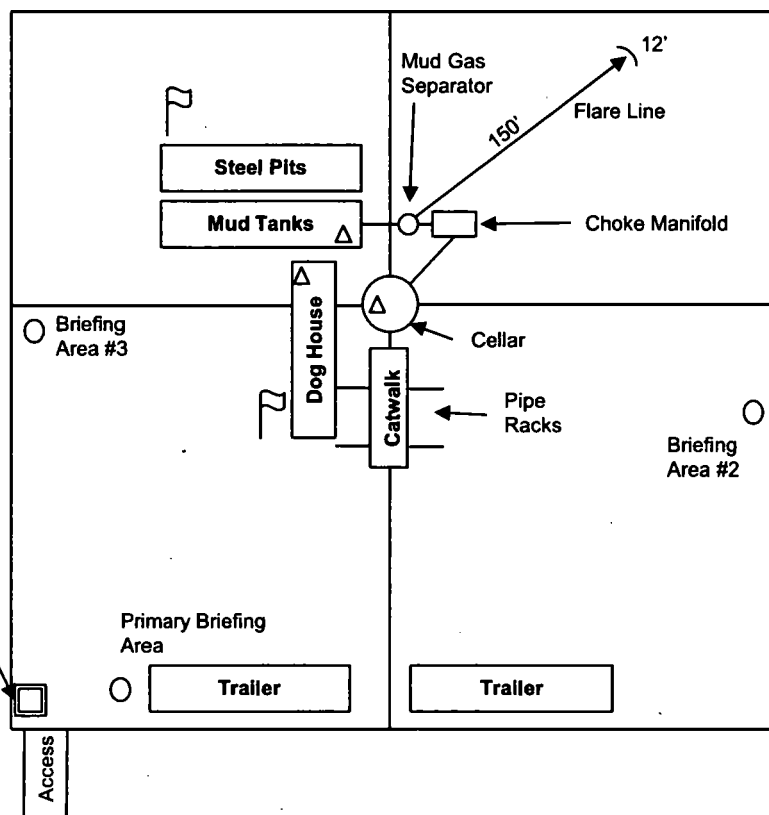 12'
Mud Gas
Separator
150'
Flare Line
Steel Pits
Mud Tanks
Choke Manifold
Briefing
Area #3
Dog House
Cellar
Catwalk
Pipe
Racks
Briefing
Area #2
Primary Briefing
Area
Trailer
Trailer
Access